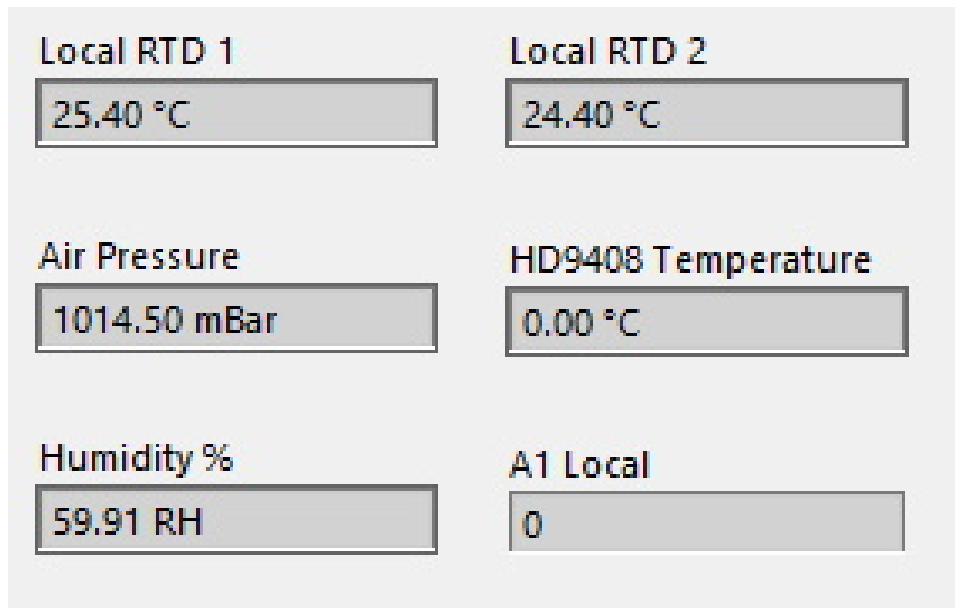 Local RTD 1
25.40 °C
Local RTD 2
24.40 °C
Air Pressure
1014.50 mBar
HD9408 Temperature
0.00 °C
Humidity %
59.91 RH
A1 Local
0